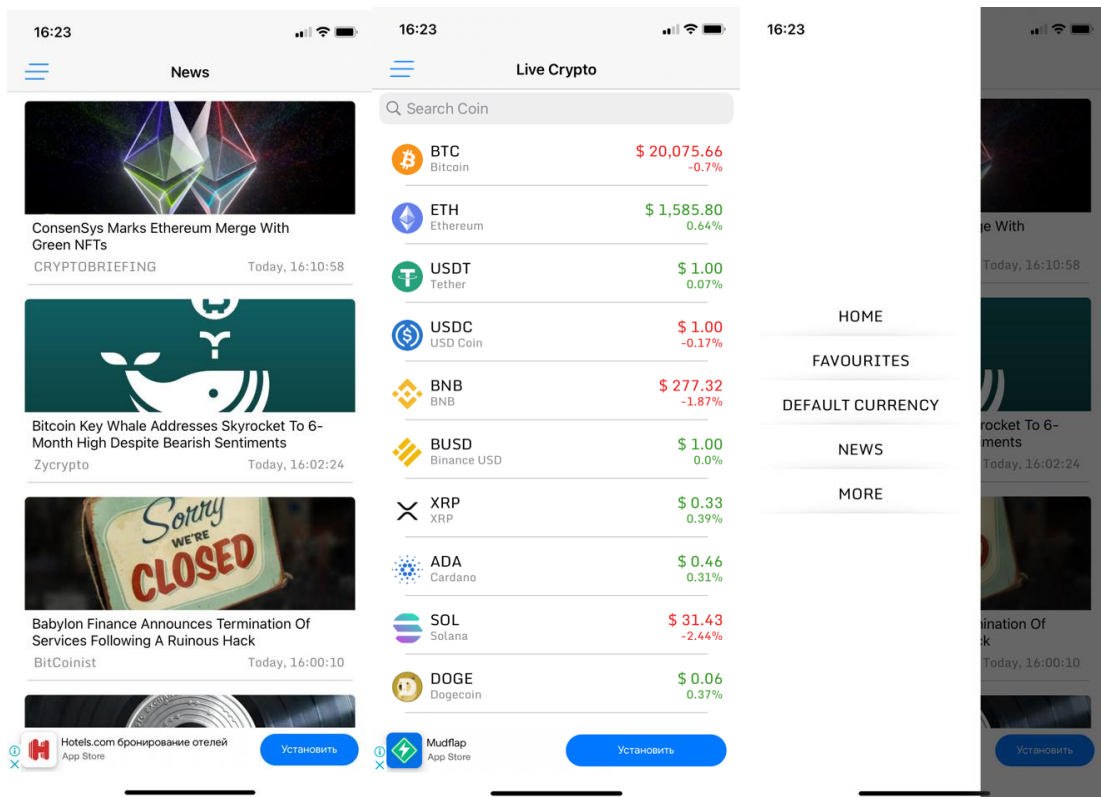 16:23
News
ConsenSys Marks Ethereum Merge With
Green NFTs
CRYPTOBRIEFING Today, 16:10:58
Bitcoin Key Whale Addresses Skyrocket To 6-
Month High Despite Bearish Sentiments
Zycrypto Today, 16:02:24
Sorry
WE'RE
CLOSED
Babylon Finance Announces Termination Of
Services Following A Ruinous Hack
BitCoinist Today, 16:00:10
Hotels.com бронирование отелей
App Store
Установить
16:23
Live Crypto
Search Coin
BTC $ 20,075.66
Bitcoin -0.7%
ETH $ 1,585.80
Ethereum 0.64%
USDT $ 1.00
Tether 0.07%
USDC $ 1.00
USD Coin -0.17%
BNB $ 277.32
BNB -1.87%
BUSD $ 1.00
Binance USD 0.0%
XRP $ 0.33
XRP 0.39%
ADA $ 0.46
Cardano 0.31%
SOL $ 31.43
Solana -2.44%
DOGE $ 0.06
Dogecoin 0.37%
Mudflap
App Store
Установить
16:23
HOME
FAVOURITES
DEFAULT CURRENCY
NEWS
MORE
ge With
Today, 16:10:58
rocket To 6-
ments
Today, 16:02:24
ination Of
k
Today, 16:00:10
Установить